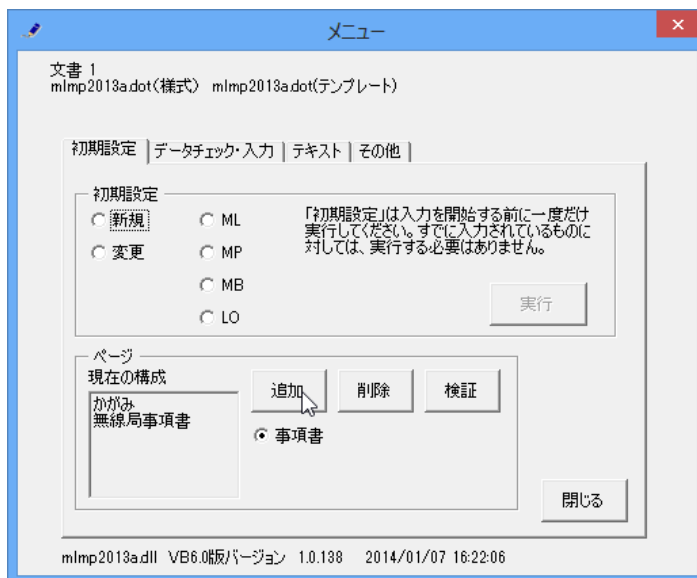 メニュー
文書 1
mlmp2013a.dot(様式) mlmp2013a.dot(テンプレート)
初期設定 データチェック・入力 テキスト その他
初期設定
新規
変更
ML
MP
MB
LO
「初期設定」は入力を開始する前に一度だけ
実行してください。すでに入力されているものに
対しては、実行する必要はありません。
実行
ページ
現在の構成
かがみ
無線局事項書
追加 削除 検証
事項書
閉じる
mlmp2013a.dll VB6.0版バージョン 1.0.138 2014/01/07 16:22:06